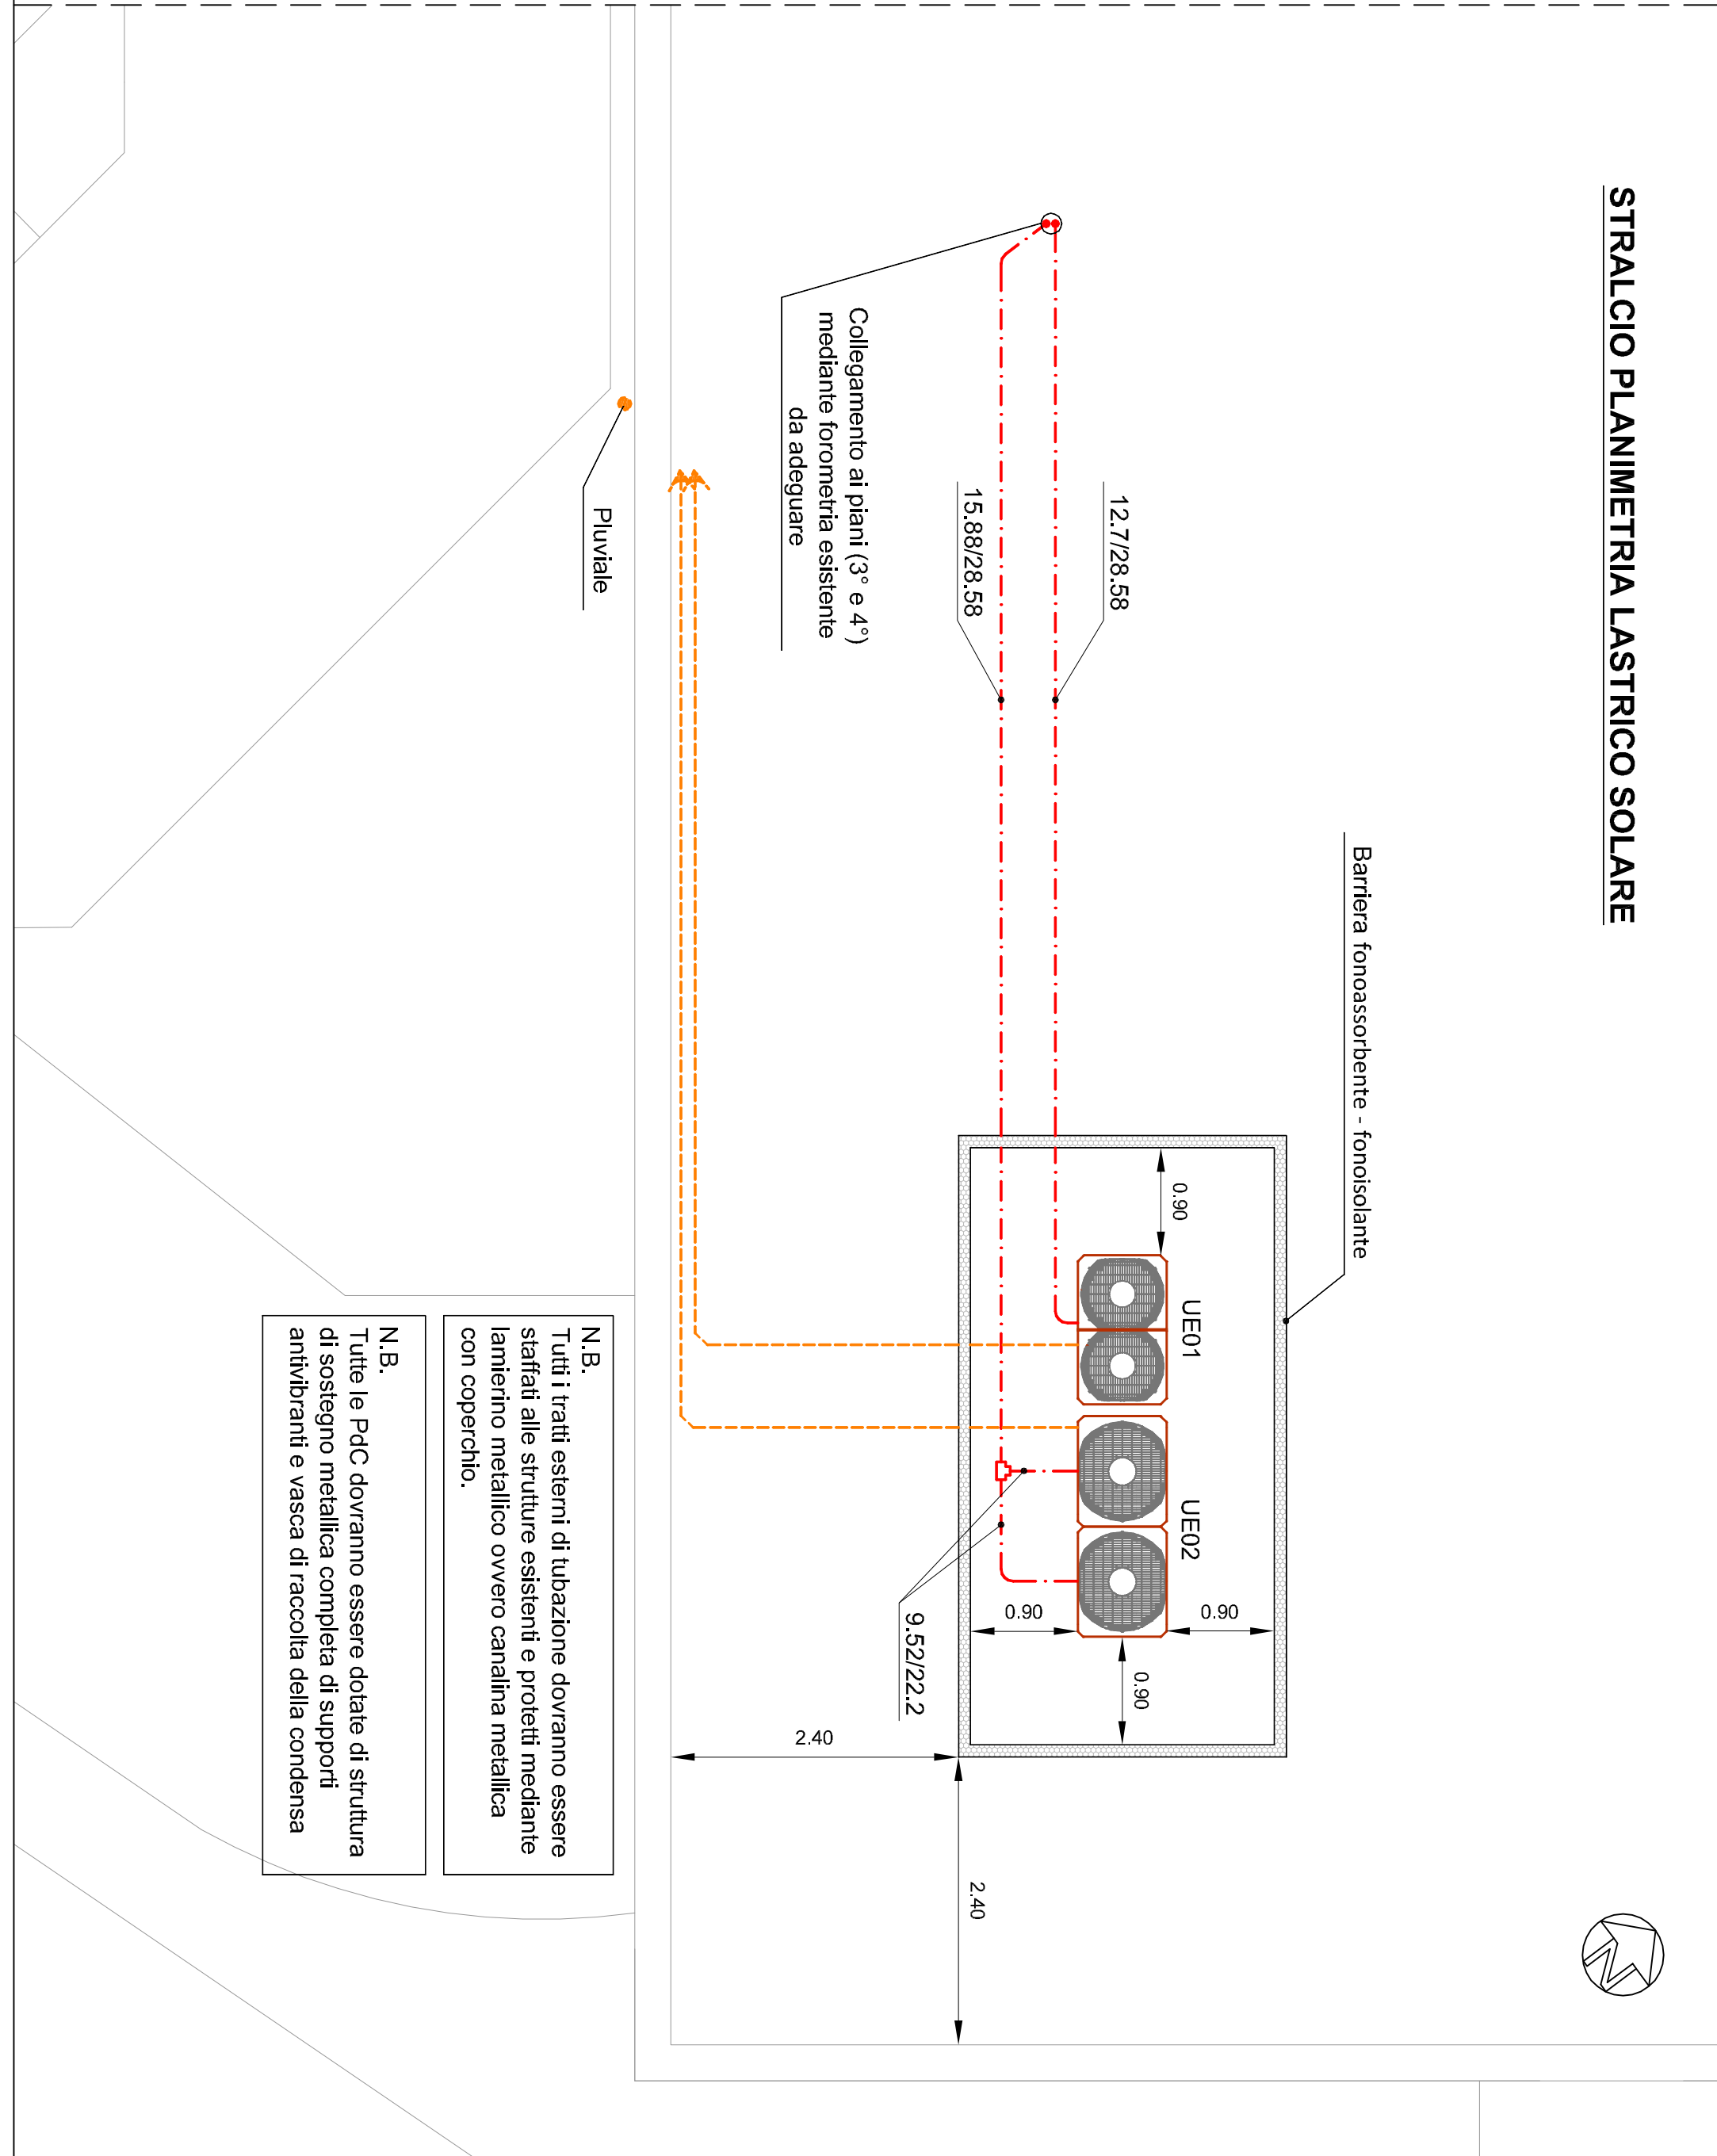 STRALCIO PLANIMETRIA LASTRICO SOLARE
Barriera fonoassorbente - fonoisolante
12.7/28.58
15.88/28.58
Collegamento ai piani (3° e 4°)
mediante forometria esistente
da adeguare
Pluviale
0.90
UE01
UE02
0.90
0.90
0.90
9.52/22.2
2.40
2.40
N
N.B.
Tutti i tratti esterni di tubazione dovranno essere
staffati alle strutture esistenti e protetti mediante
lamierino metallico ovvero canalina metallica
con coperchio.
N.B.
Tutte le PdC dovranno essere dotate di struttura
di sostegno metallica completa di supporti
antivibranti e vasca di raccolta della condensa